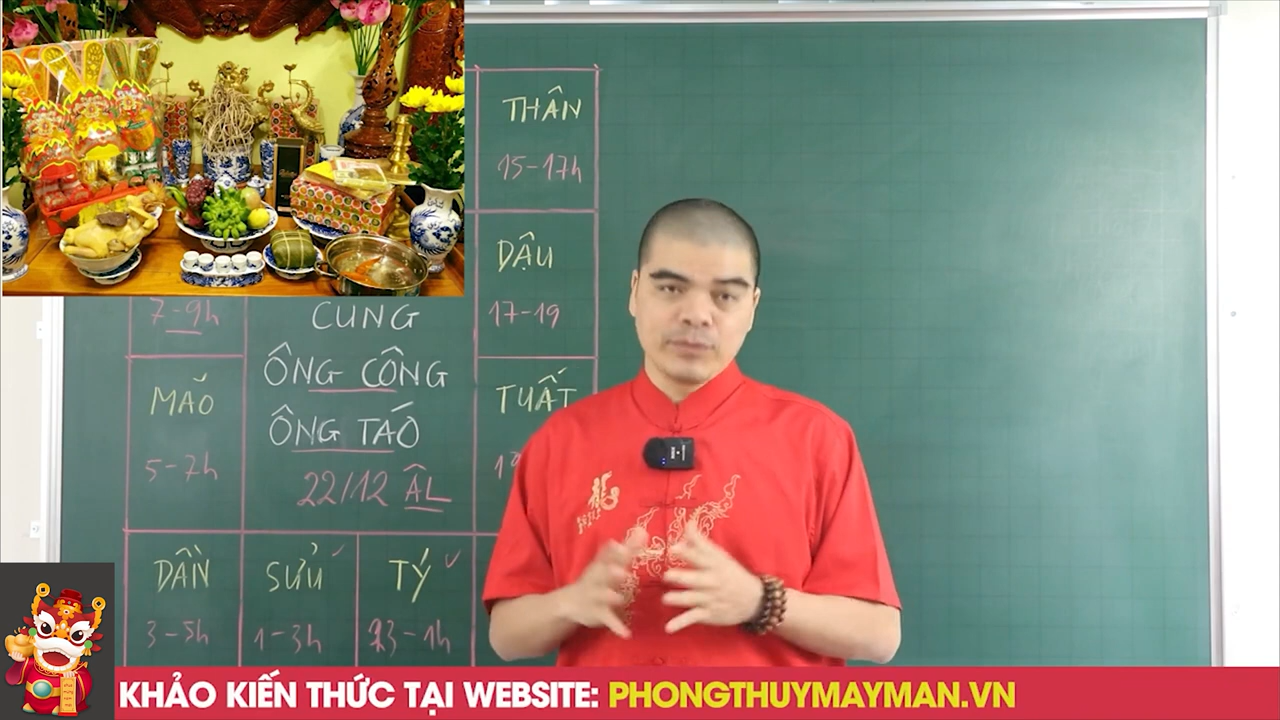 THÂN
15-17h
DẬU
17-19
7-9h
CUNG
ÔNG CÔNG
ÔNG TÁO
22/12 ÂL
MÃO
5-7h
TUẤT
DẦN
3-5h
SỬU
1-3h
TÝ
23-1h
龍
KHẢO KIẾN THỨC TẠI WEBSITE: PHONGTHUYMAYMAN.VN